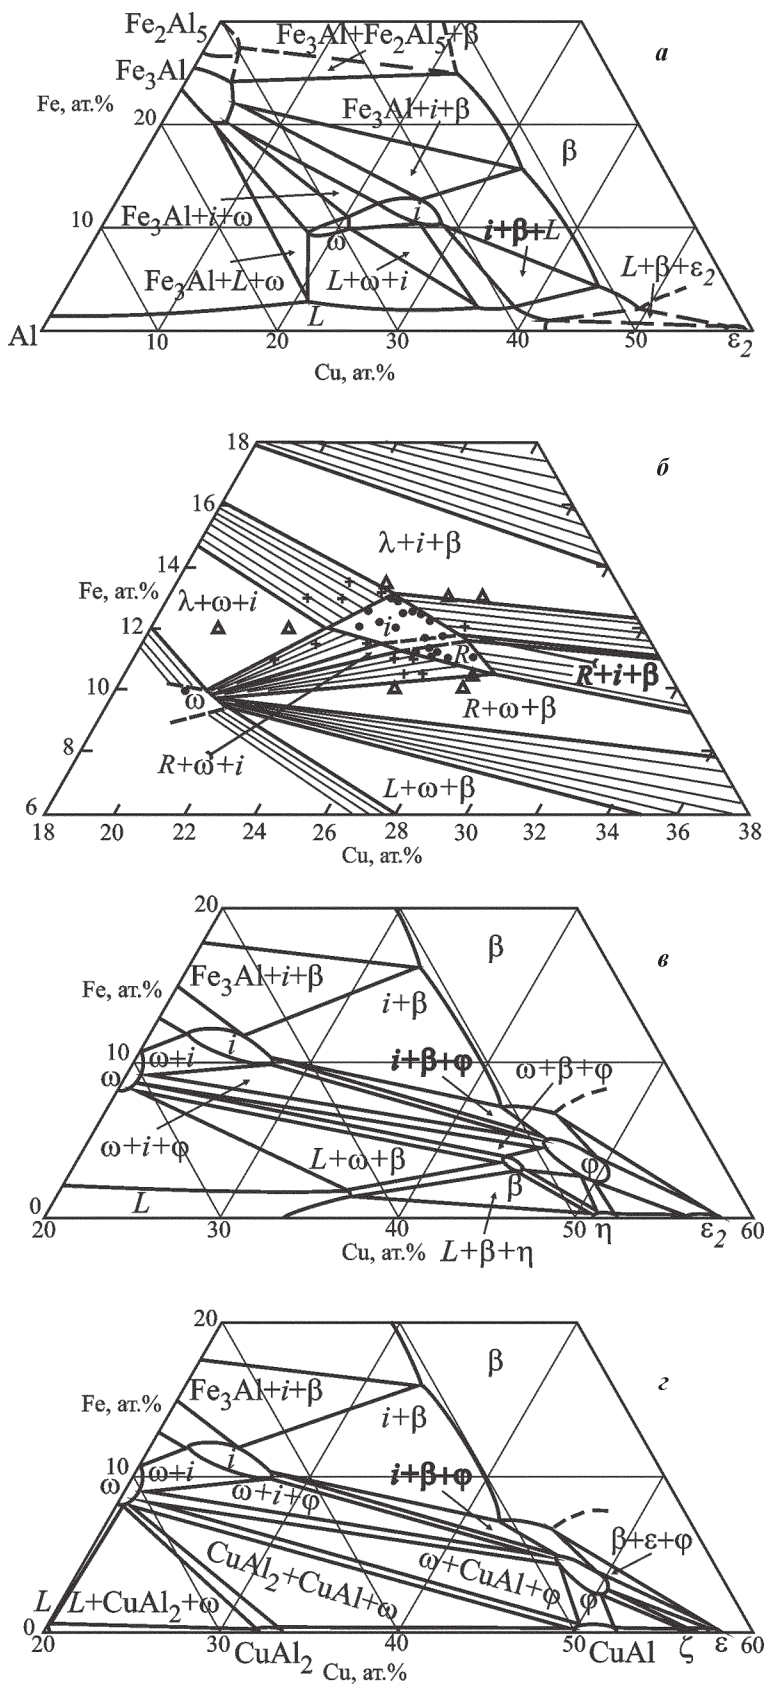 Fe₂Al₅
Fe₃Al+Fe₂Al₅+β
а
Fe₃Al
Fe, ат.%
20
Fe₃Al+i+β
β
10
Fe₃Al+i+ω
i
ω
i+β+L
Fe₃Al+L+ω
L+ω+i
L+β+ε₂
L
Al
10
20
30
40
50
ε₂
Cu, ат.%
18
б
16
λ+i+β
14
Fe, ат.%
λ+ω+i
12
i
R
R+i+β
10
ω
R+ω+β
8
R+ω+i
L+ω+β
6
18
20
22
24
26
28
30
32
34
36
38
Cu, ат.%
20
β
в
Fe₃Al+i+β
Fe, ат.%
i+β
10
ω+i
i
i+β+φ
ω+β+φ
ω
ω+i+φ
L+ω+β
φ
β
0
L
20
30
40
50
η
ε₂
60
Cu, ат.%
L+β+η
20
β
г
Fe₃Al+i+β
Fe, ат.%
i+β
10
ω+i
i
i+β+φ
ω
ω+i+φ
β+ε+φ
CuAl₂+CuAl+ω
ω+CuAl+φ
φ
L
L+CuAl₂+ω
0
20
30
40
50
60
CuAl₂
CuAl
ζ
ε
Cu, ат.%